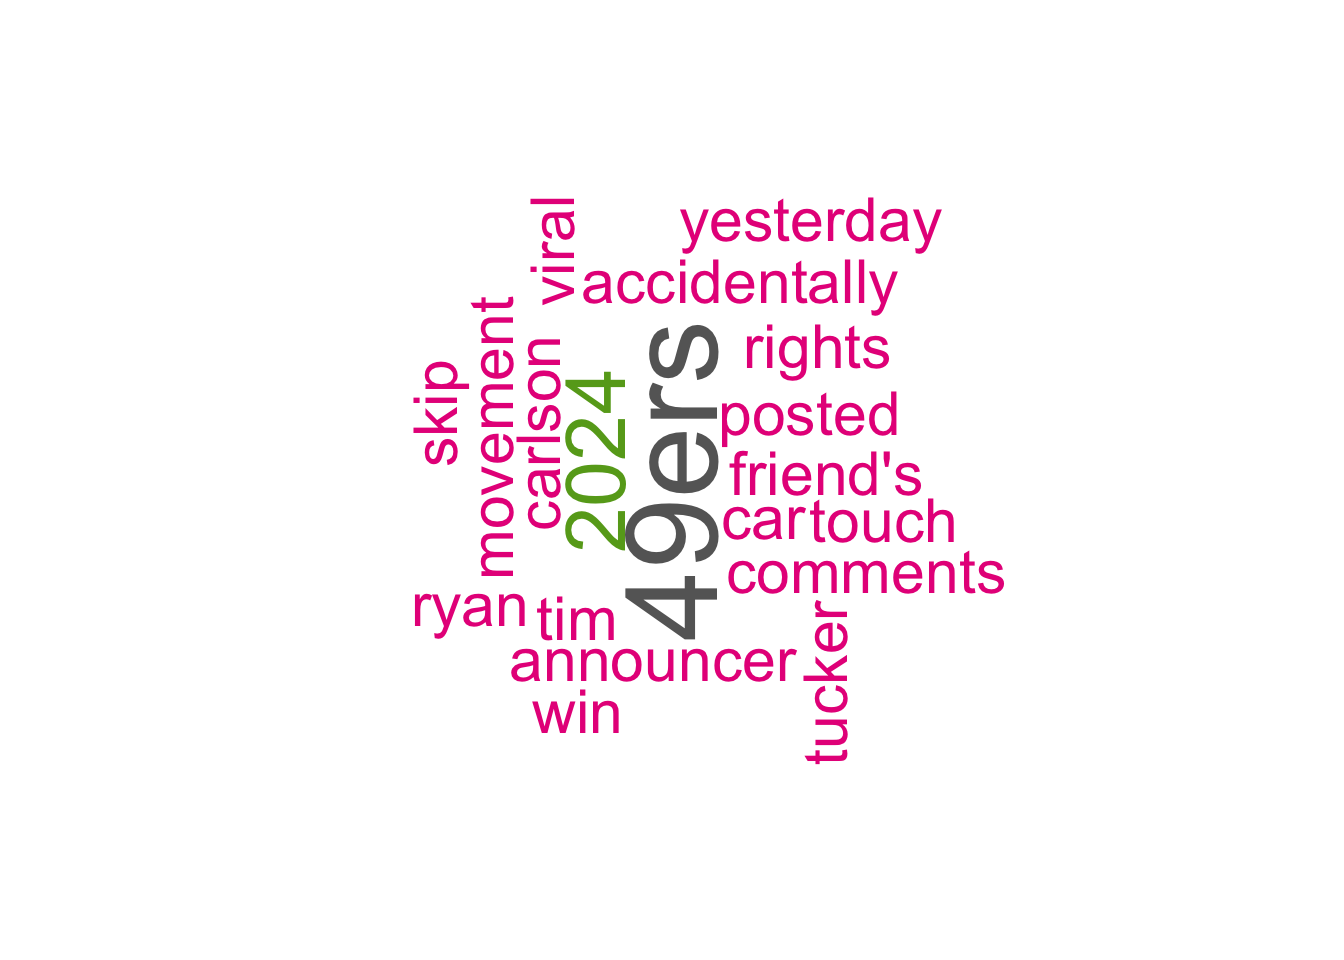 viral
yesterday
accidentally
movement
skip
carlson
2024
49ers
rights
posted
friend's
car
touch
comments
ryan
tim
announcer
win
tucker